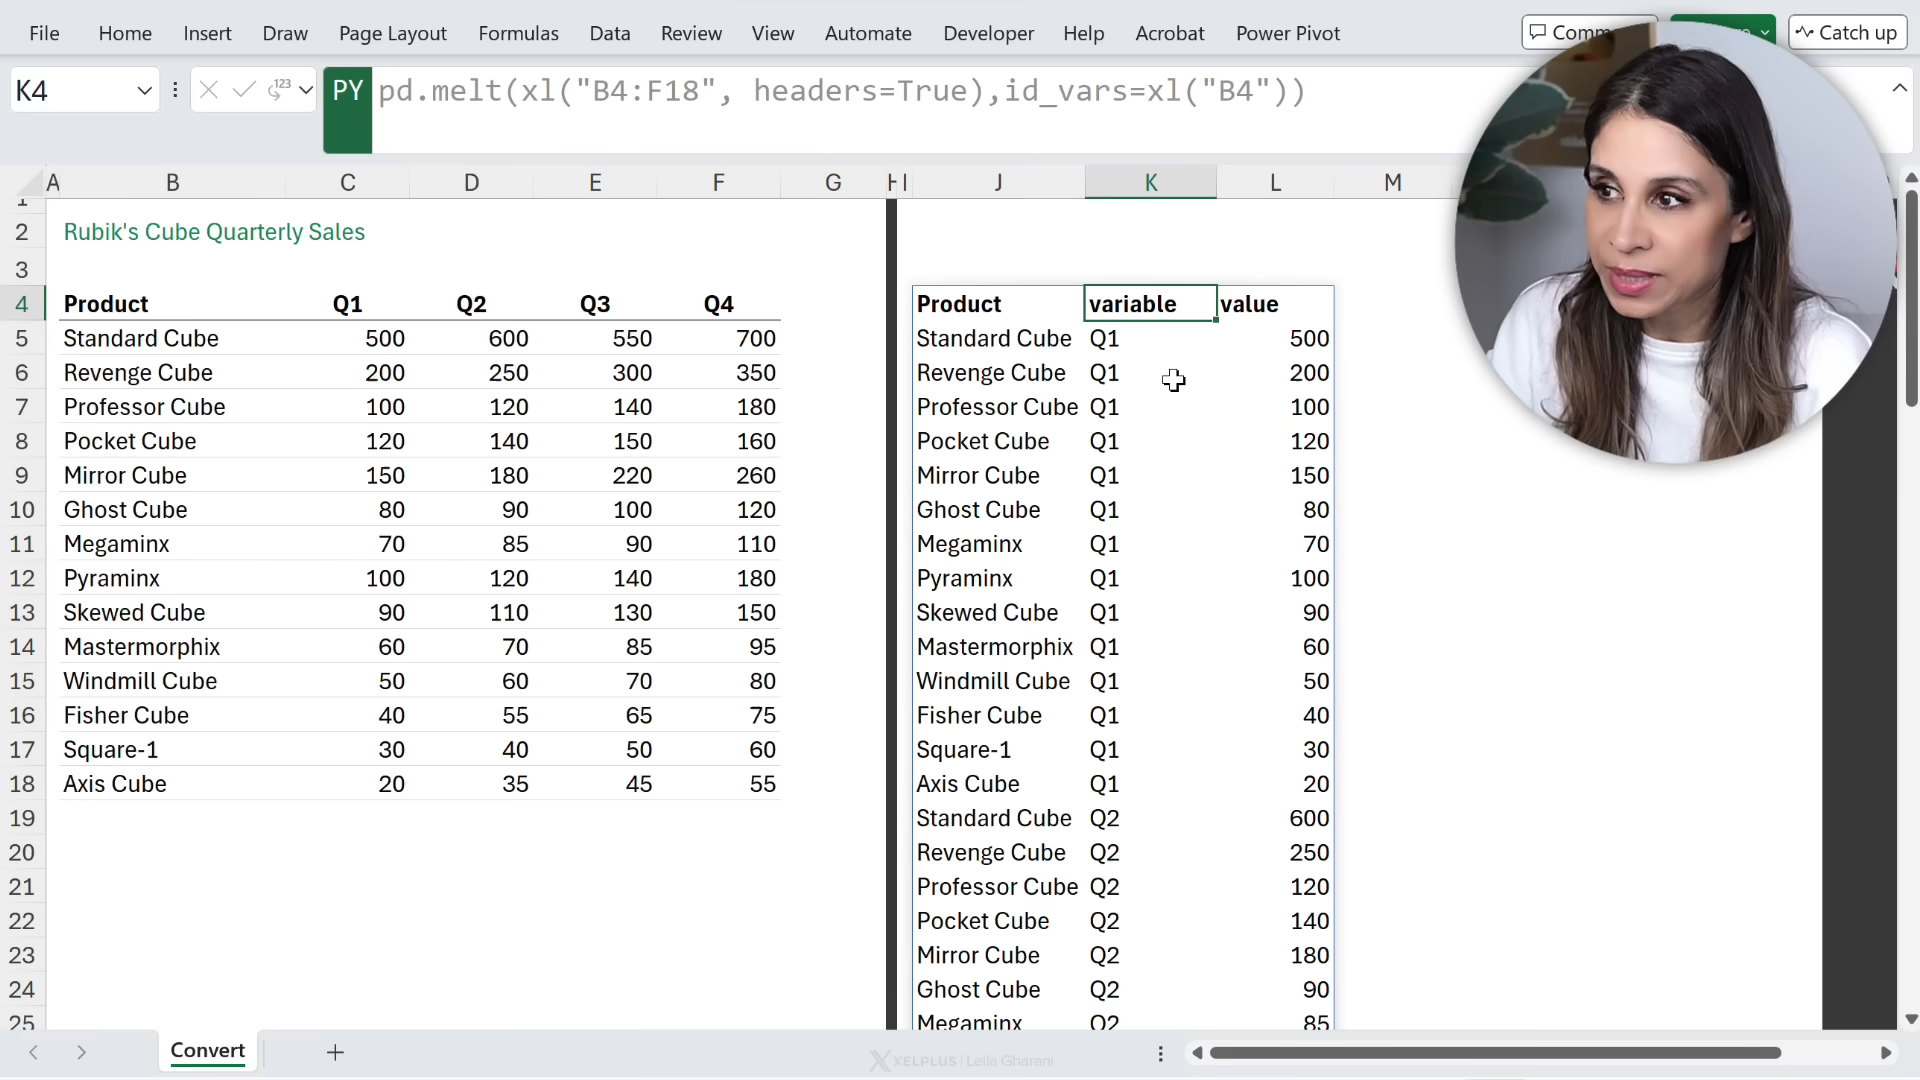 File Home Insert Draw Page Layout Formulas Data Review View Automate Developer Help Acrobat Power Pivot Comm Catch up
K4 123 PY pd.melt(xl("B4:F18", headers=True),id_vars=xl("B4"))
A B C D E F G H I J K L M
1
2 Rubik's Cube Quarterly Sales
3
4 Product Q1 Q2 Q3 Q4 Product variable value
5 Standard Cube 500 600 550 700 Standard Cube Q1 500
6 Revenge Cube 200 250 300 350 Revenge Cube Q1 200
7 Professor Cube 100 120 140 180 Professor Cube Q1 100
8 Pocket Cube 120 140 150 160 Pocket Cube Q1 120
9 Mirror Cube 150 180 220 260 Mirror Cube Q1 150
10 Ghost Cube 80 90 100 120 Ghost Cube Q1 80
11 Megaminx 70 85 90 110 Megaminx Q1 70
12 Pyraminx 100 120 140 180 Pyraminx Q1 100
13 Skewed Cube 90 110 130 150 Skewed Cube Q1 90
14 Mastermorphix 60 70 85 95 Mastermorphix Q1 60
15 Windmill Cube 50 60 70 80 Windmill Cube Q1 50
16 Fisher Cube 40 55 65 75 Fisher Cube Q1 40
17 Square-1 30 40 50 60 Square-1 Q1 30
18 Axis Cube 20 35 45 55 Axis Cube Q1 20
19 Standard Cube Q2 600
20 Revenge Cube Q2 250
21 Professor Cube Q2 120
22 Pocket Cube Q2 140
23 Mirror Cube Q2 180
24 Ghost Cube Q2 90
25 Megaminx Q2 85
Convert
XELPLUS | Leila Gharani